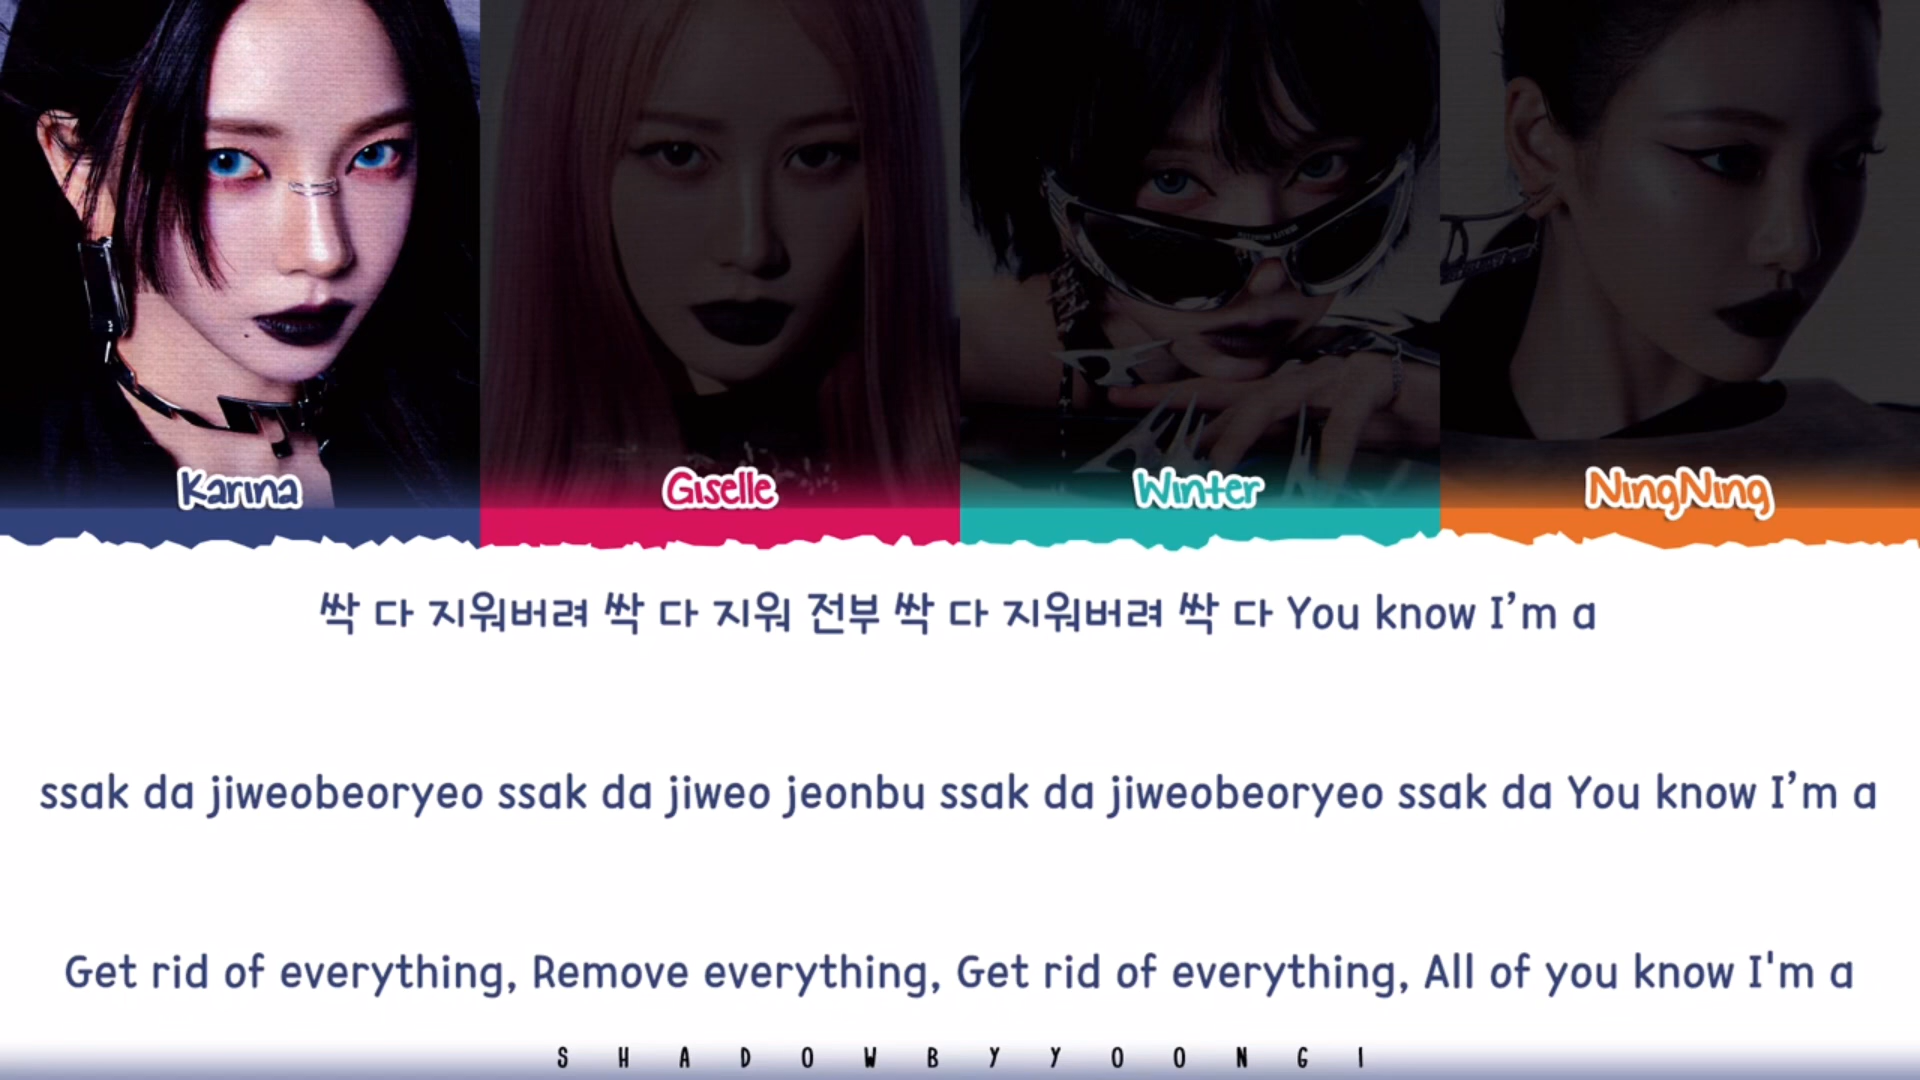 Karina
Giselle
Winter
NingNing
싹 다 지워버려 싹 다 지워 전부 싹 다 지워버려 싹 다 You know I’m a
ssak da jiweobeoryeo ssak da jiweo jeonbu ssak da jiweobeoryeo ssak da You know I’m a
Get rid of everything, Remove everything, Get rid of everything, All of you know I'm a
SHADOWBYYOONGI